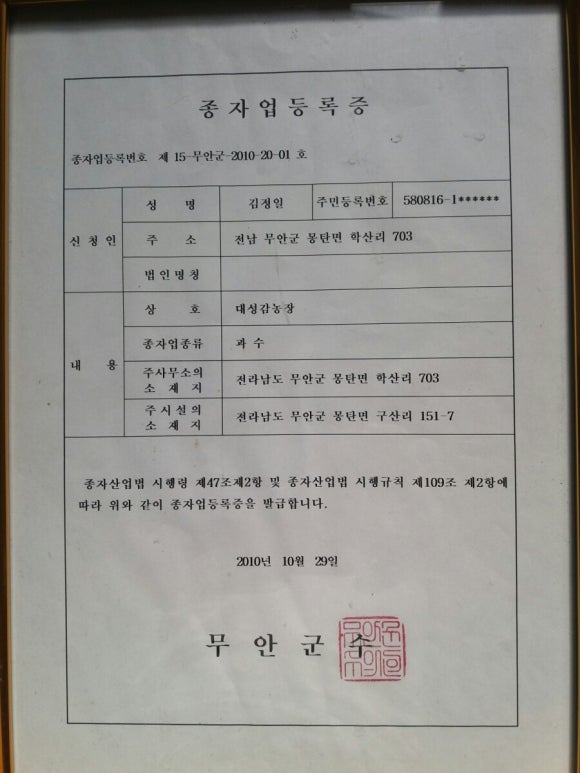 종자업등록증
종자업등록번호 제 15-무안군-2010-20-01 호
신청인
성 명 김정일 주민등록번호 580816-1******
주 소 전남 무안군 몽탄면 학산리 703
법인명칭
내 용
상 호 대성감농장
종자업종류 과수
주사무소의 소재지 전라남도 무안군 몽탄면 학산리 703
주시설의 소재지 전라남도 무안군 몽탄면 구산리 151-7
종자산업법 시행령 제47조제2항 및 종자산업법 시행규칙 제109조 제2항에
따라 위와 같이 종자업등록증을 발급합니다.
2010년 10월 29일
무안군수